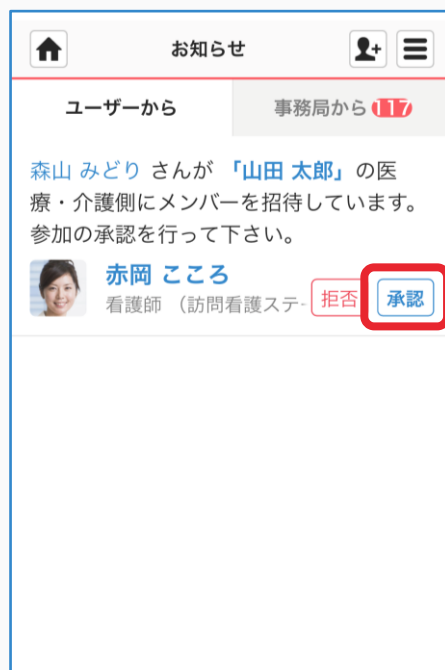 お知らせ
ユーザーから
事務局から 117
森山 みどり さんが 「山田 太郎」の医
療・介護側にメンバーを招待しています。
参加の承認を行って下さい。
赤岡 こころ
看護師 （訪問看護ステ- 拒否 承認